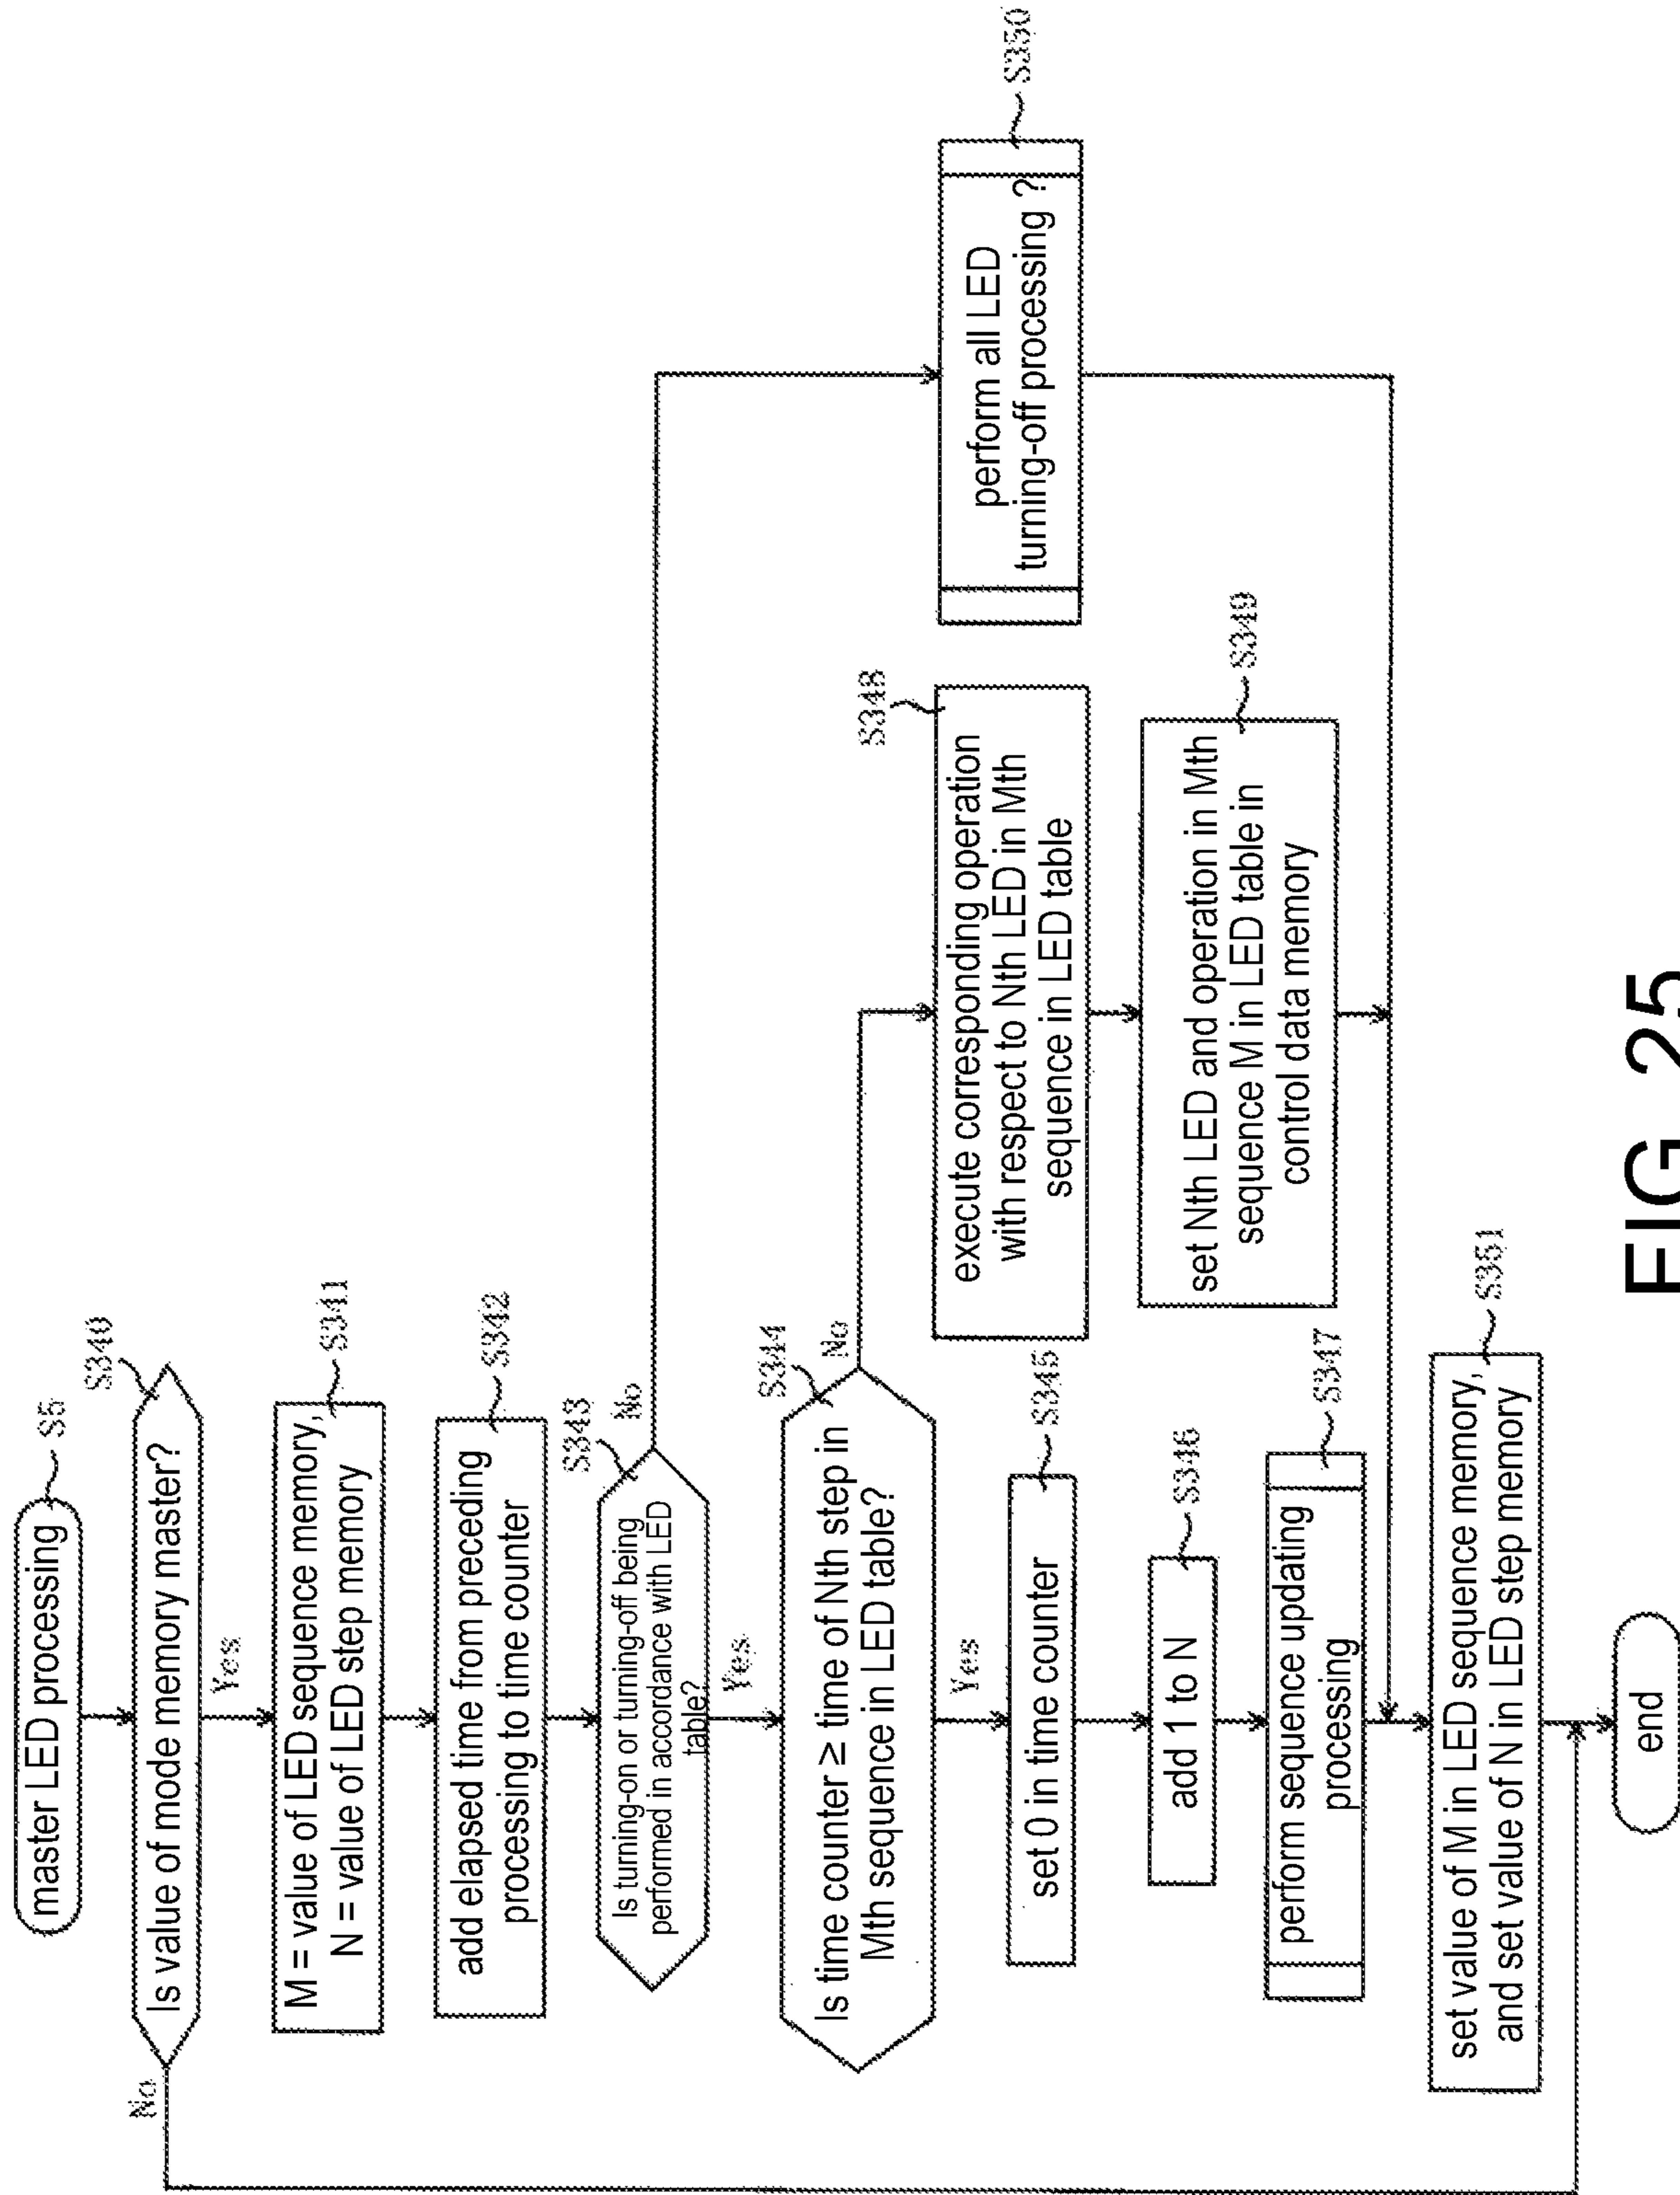 master LED processing
S5
Is value of mode memory master?
S340
No
Yes
M = value of LED sequence memory,
N = value of LED step memory
S341
add elapsed time from preceding
processing to time counter
S342
Is turning-on or turning-off being
performed in accordance with LED
table?
S343
No
Yes
Is time counter ≥ time of Nth step in
Mth sequence in LED table?
S344
No
Yes
set 0 in time counter
S345
add 1 to N
S346
perform sequence updating
processing
S347
execute corresponding operation
with respect to Nth LED in Mth
sequence in LED table
S348
set Nth LED and operation in Mth
sequence M in LED table in
control data memory
S349
perform all LED
turning-off processing ?
S350
set value of M in LED sequence memory,
and set value of N in LED step memory
S351
end
FIG 25